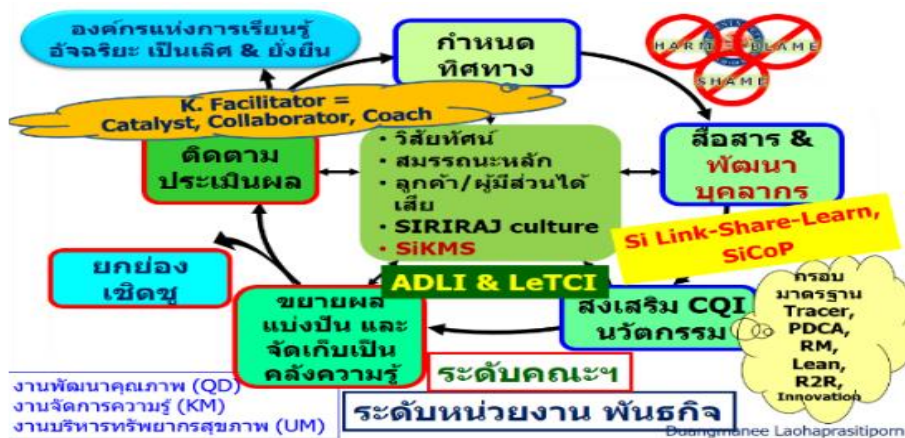 องค์กรแห่งการเรียนรู้
อัจฉริยะ เป็นเลิศ & ยั่งยืน
กำหนด
ทิศทาง
HARM
BLAME
SHAME
K. Facilitator =
Catalyst, Collaborator, Coach
ติดตาม
ประเมินผล
• วิสัยทัศน์
• สมรรถนะหลัก
• ลูกค้า/ผู้มีส่วนได้
เสีย
• SIRIRAJ culture
• SiKMS
สื่อสาร &
พัฒนา
บุคลากร
Si Link-Share-Learn,
SiCoP
ADLI & LeTCI
ยกย่อง
เชิดชู
ขยายผล
แบ่งปัน และ
จัดเก็บเป็น
คลังความรู้
ส่งเสริม CQI
นวัตกรรม
กรอบ
มาตรฐาน
Tracer,
PDCA,
RM,
Lean,
R2R,
Innovation
ระดับคณะฯ
ระดับหน่วยงาน พันธกิจ
งานพัฒนาคุณภาพ (QD)
งานจัดการความรู้ (KM)
งานบริหารทรัพยากรสุขภาพ (UM)
Duangmanee Laohaprasitiporn